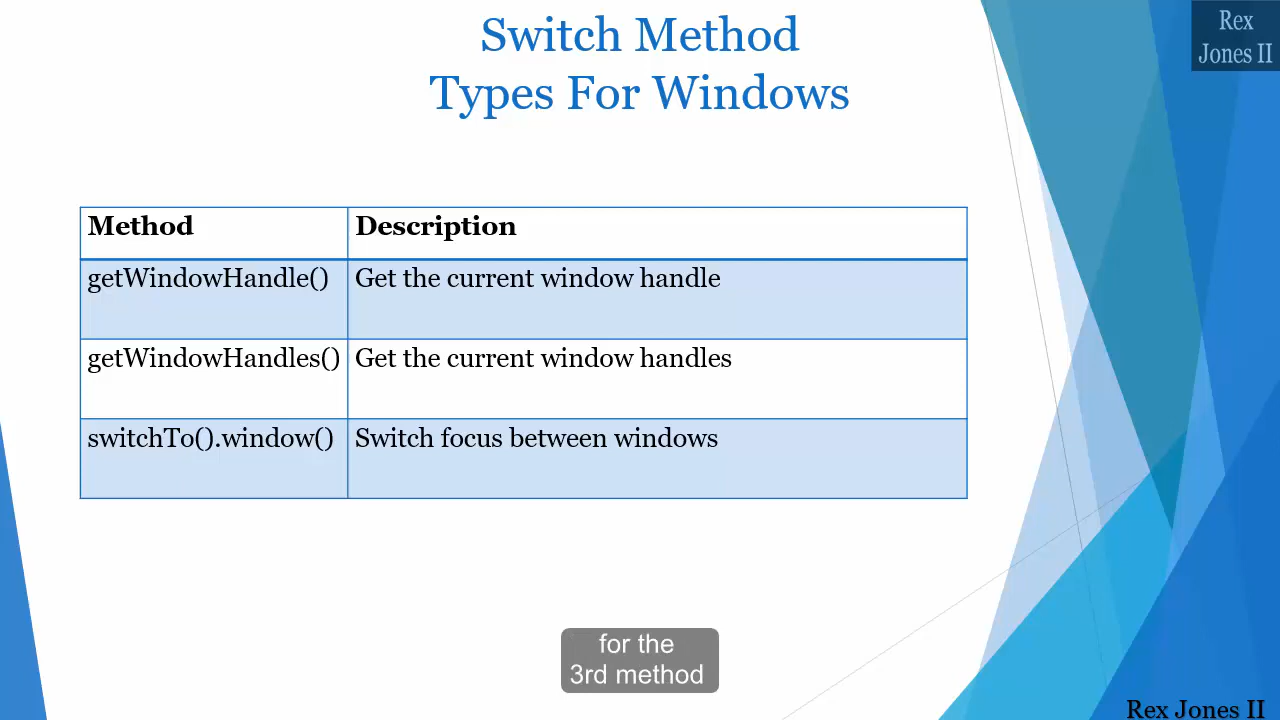 Switch Method
Types For Windows
Rex
Jones II
Method Description
getWindowHandle() Get the current window handle
getWindowHandles() Get the current window handles
switchTo().window() Switch focus between windows
for the
3rd method
Rex Jones II